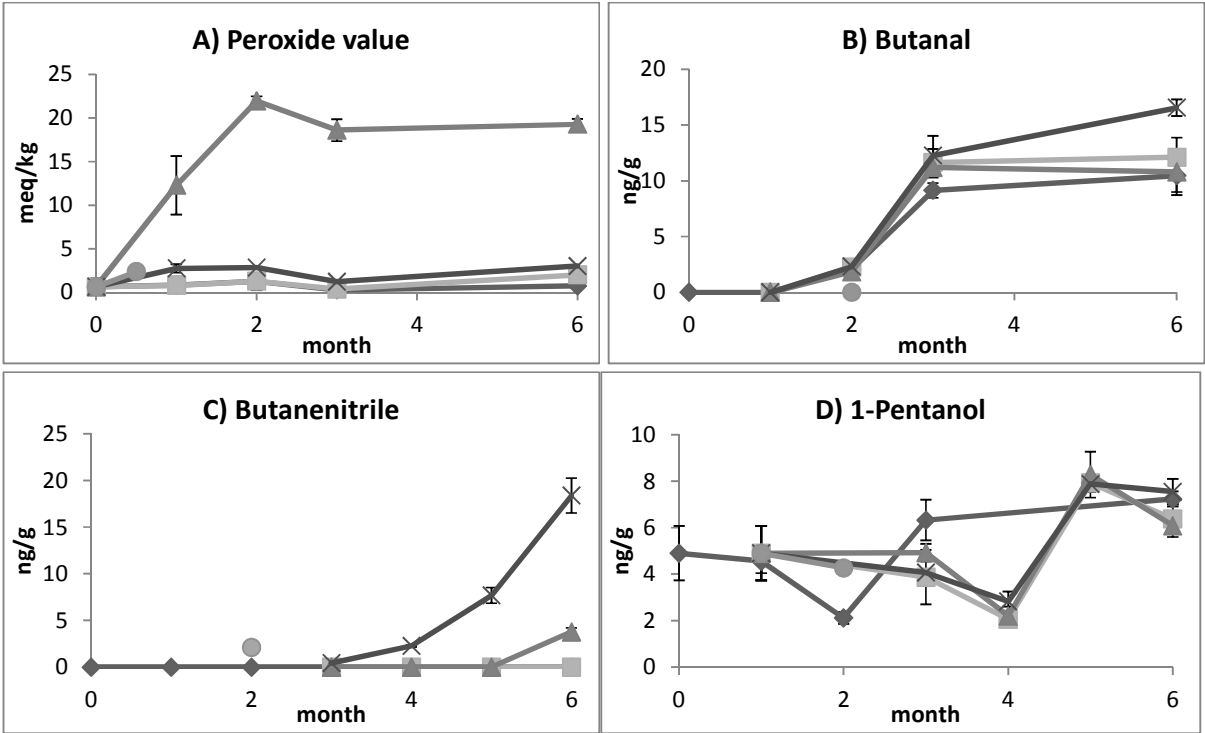 A) Peroxide value
25
20
15
10
5
0
meq/kg
0 2 4 6
month
B) Butanal
20
15
10
5
0
ng/g
0 2 4 6
month
C) Butanenitrile
25
20
15
10
5
0
ng/g
0 2 4 6
month
D) 1-Pentanol
10
8
6
4
2
0
ng/g
0 2 4 6
month